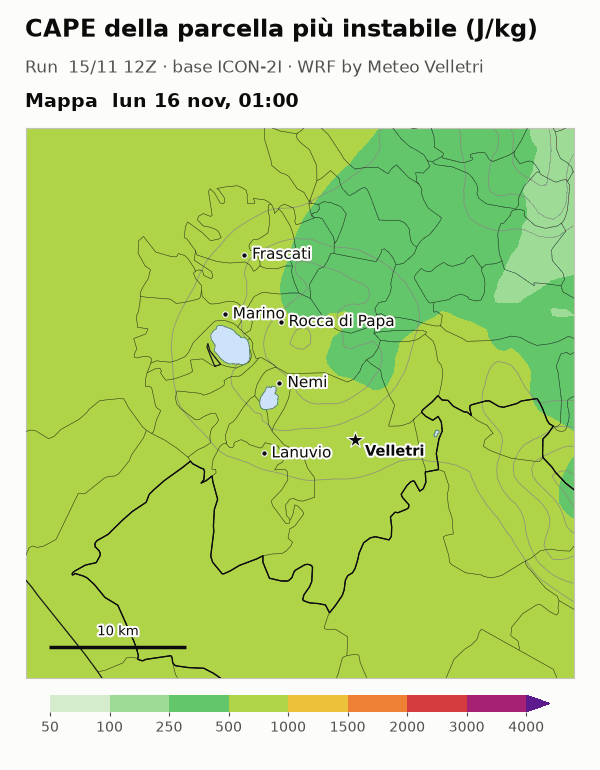 CAPE della parcella più instabile (J/kg)
Run  15/11 12Z · base ICON-2I · WRF by Meteo Velletri
Mappa  lun 16 nov, 01:00
Frascati
Marino
Rocca di Papa
Nemi
Velletri
Lanuvio
10 km
50 100 250 500 1000 1500 2000 3000 4000